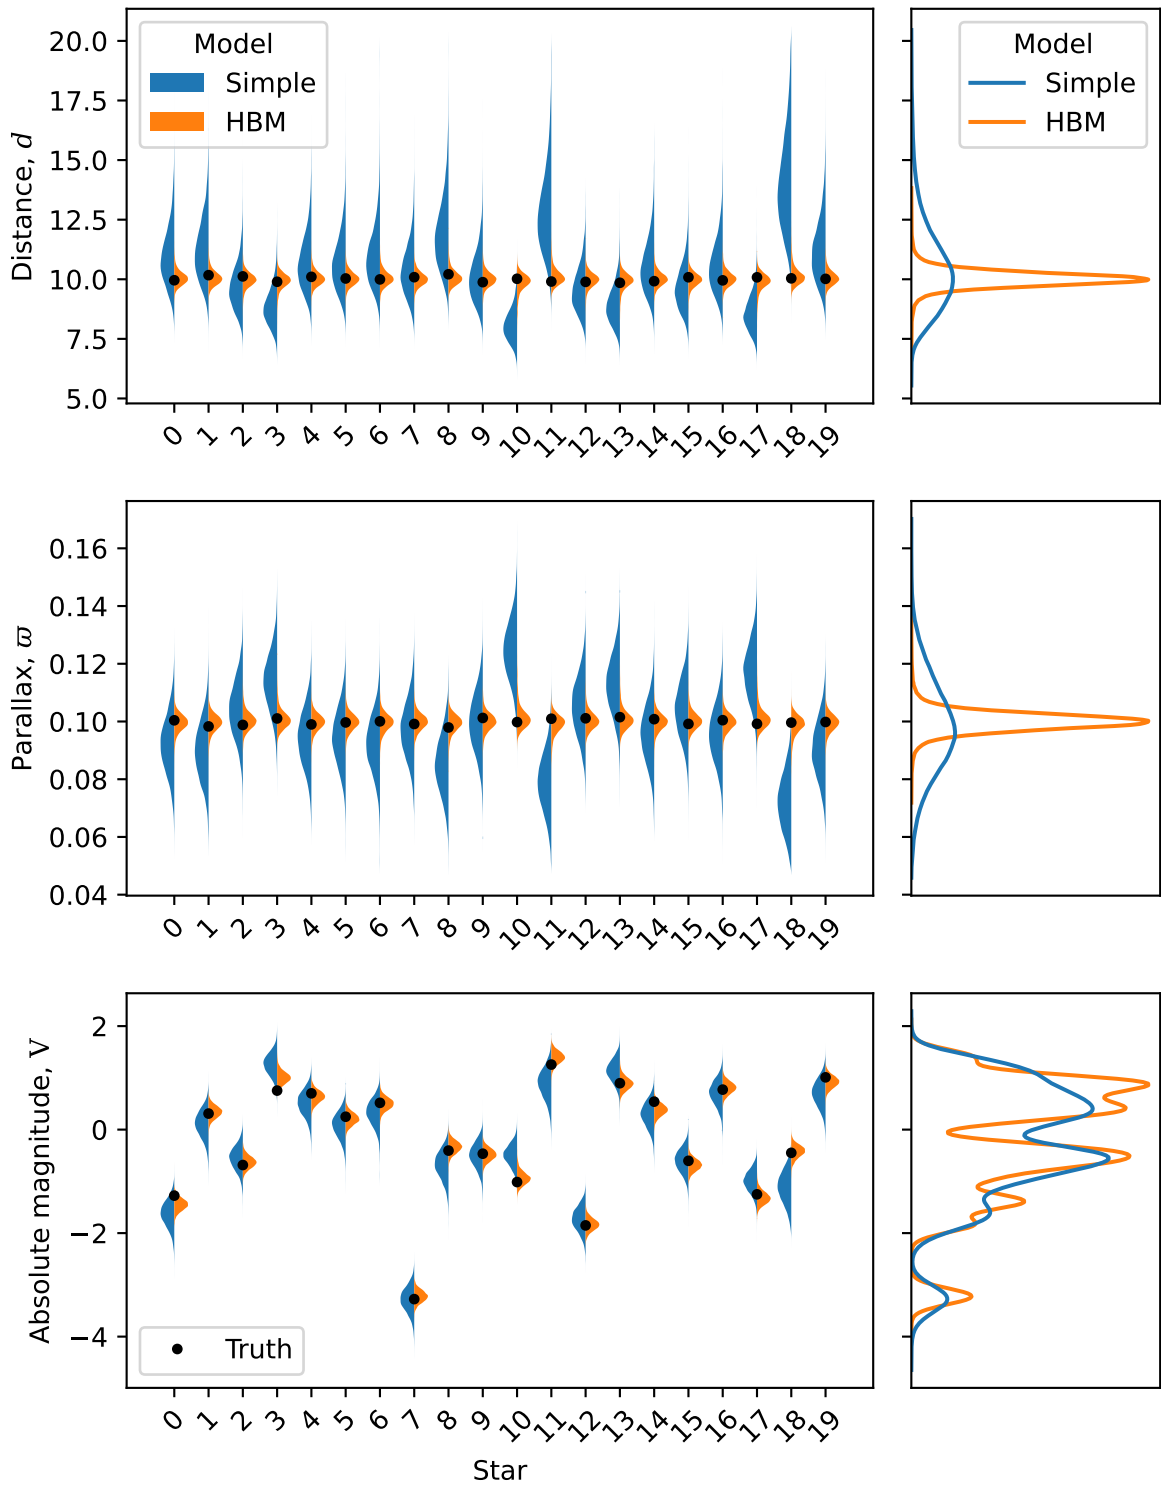 Model
Simple
HBM
Model
Simple
HBM
Distance, d
20.0
17.5
15.0
12.5
10.0
7.5
5.0
0 1 2 3 4 5 6 7 8 9 10 11 12 13 14 15 16 17 18 19
Parallax, ϖ
0.16
0.14
0.12
0.10
0.08
0.06
0.04
0 1 2 3 4 5 6 7 8 9 10 11 12 13 14 15 16 17 18 19
Absolute magnitude, V
2
0
−2
−4
Truth
0 1 2 3 4 5 6 7 8 9 10 11 12 13 14 15 16 17 18 19
Star